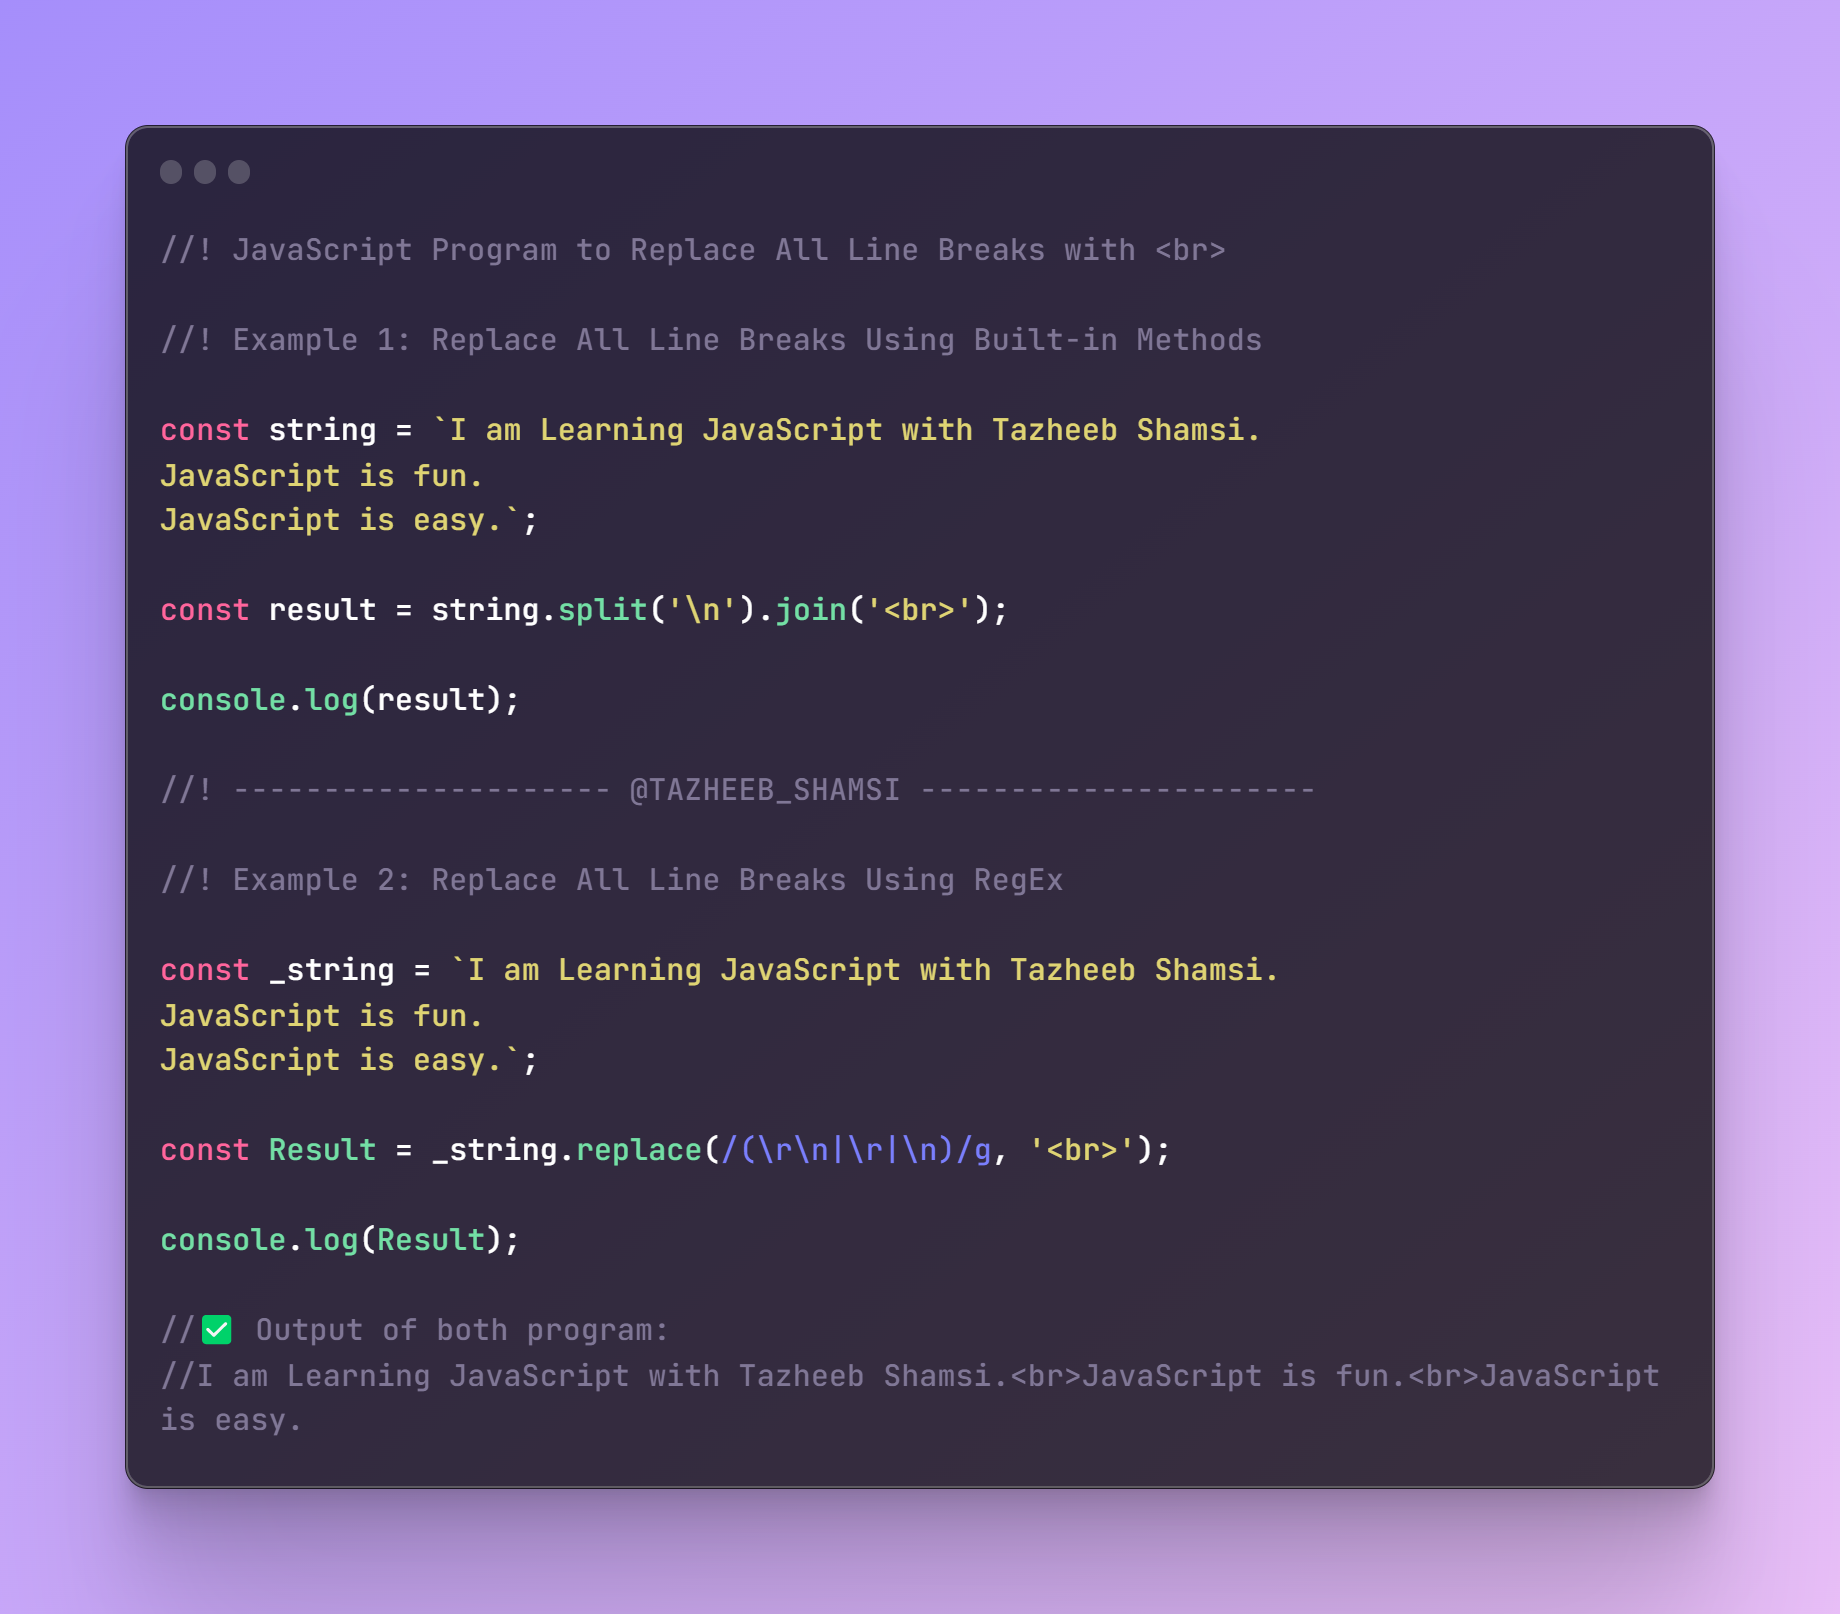 //! JavaScript Program to Replace All Line Breaks with <br>
//! Example 1: Replace All Line Breaks Using Built-in Methods
const string = `I am Learning JavaScript with Tazheeb Shamsi.
JavaScript is fun.
JavaScript is easy.`;
const result = string.split('\n').join('<br>');
console.log(result);
//! --------------------- @TAZHEEB_SHAMSI ----------------------
//! Example 2: Replace All Line Breaks Using RegEx
const _string = `I am Learning JavaScript with Tazheeb Shamsi.
JavaScript is fun.
JavaScript is easy.`;
const Result = _string.replace(/(\r\n|\r|\n)/g, '<br>');
console.log(Result);
//✅ Output of both program:
//I am Learning JavaScript with Tazheeb Shamsi.<br>JavaScript is fun.<br>JavaScript
is easy.